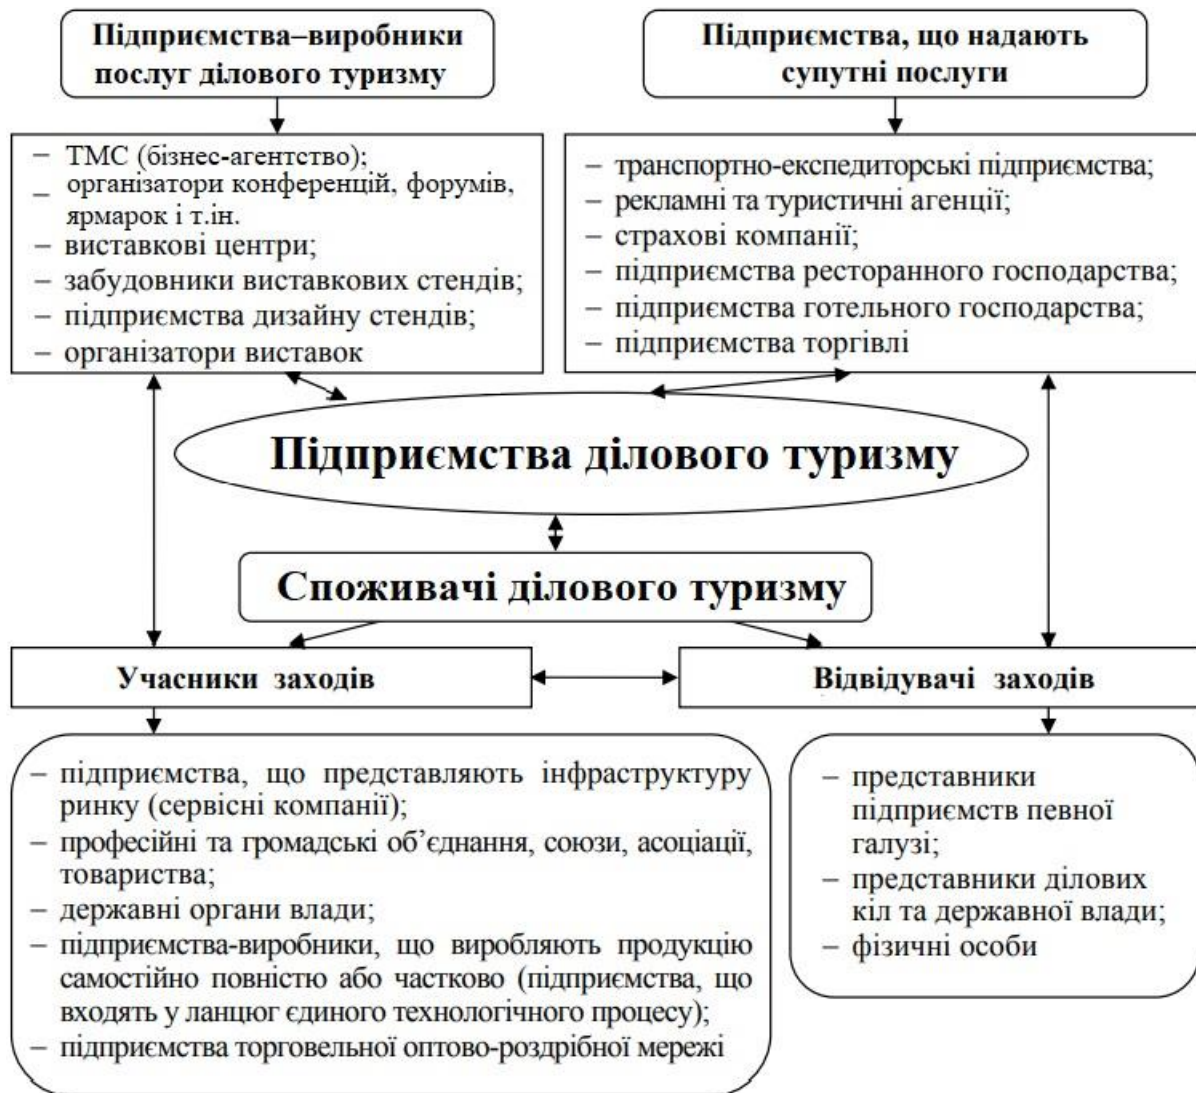 Підприємства–виробники
послуг ділового туризму
Підприємства, що надають
супутні послуги
– ТМС (бізнес-агентство);
– організатори конференцій, форумів,
ярмарок і т.ін.
– виставкові центри;
– забудовники виставкових стендів;
– підприємства дизайну стендів;
– організатори виставок
– транспортно-експедиторські підприємства;
– рекламні та туристичні агенції;
– страхові компанії;
– підприємства ресторанного господарства;
– підприємства готельного господарства;
– підприємства торгівлі
Підприємства ділового туризму
Споживачі ділового туризму
Учасники заходів
Відвідувачі заходів
– підприємства, що представляють інфраструктуру
ринку (сервісні компанії);
– професійні та громадські об’єднання, союзи, асоціації,
товариства;
– державні органи влади;
– підприємства-виробники, що виробляють продукцію
самостійно повністю або частково (підприємства, що
входять у ланцюг єдиного технологічного процесу);
– підприємства торговельної оптово-роздрібної мережі
– представники
підприємств певної
галузі;
– представники ділових
кіл та державної влади;
– фізичні особи